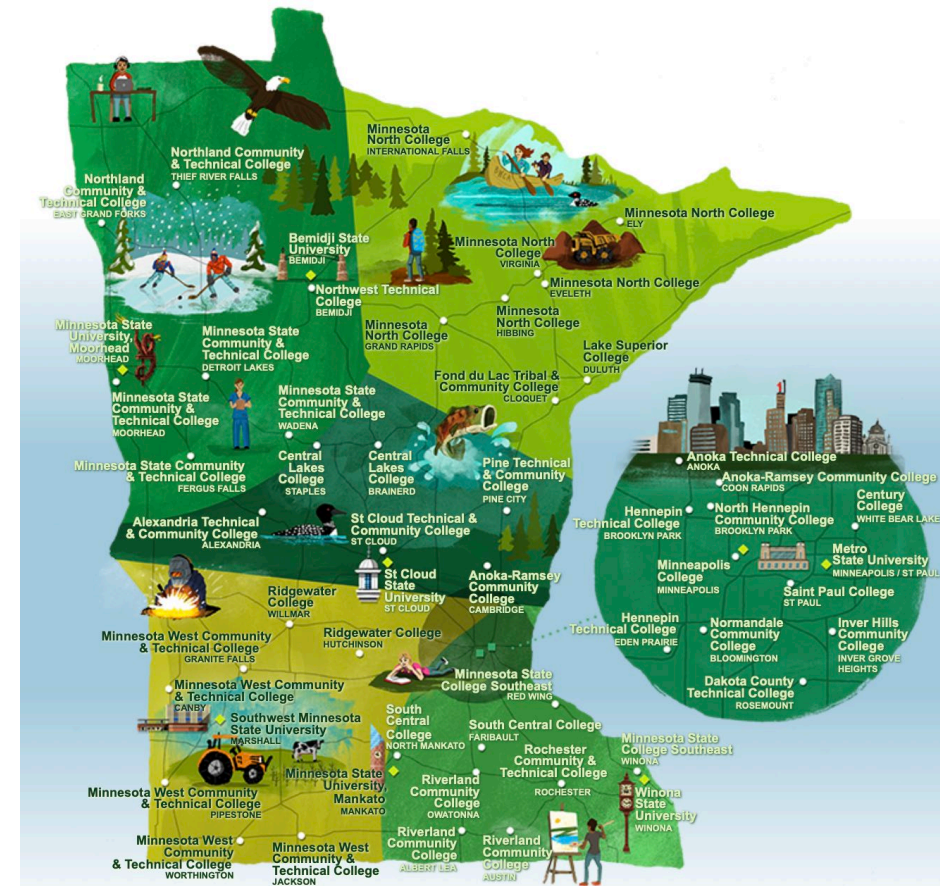 Minnesota
North College
INTERNATIONAL FALLS
Northland Community
& Technical College
THIEF RIVER FALLS
Northland
Community &
Technical College
EAST GRAND FORKS
Minnesota North College
ELY
Bemidji State
University
BEMIDJI
Minnesota North
College
VIRGINIA
Northwest Technical
College
BEMIDJI
Minnesota North College
EVELETH
Minnesota
North College
HIBBING
Minnesota
North College
GRAND RAPIDS
Minnesota State
University,
Moorhead
MOORHEAD
Minnesota State
Community &
Technical College
DETROIT LAKES
Lake Superior
College
DULUTH
Fond du Lac Tribal &
Community College
CLOQUET
Minnesota State
Community &
Technical College
MOORHEAD
Minnesota State
Community &
Technical College
WADENA
Minnesota State Community
& Technical College
FERGUS FALLS
Central
Lakes
College
STAPLES
Central
Lakes
College
BRAINERD
Pine Technical
& Community
College
PINE CITY
Alexandria Technical
& Community College
ALEXANDRIA
St Cloud Technical &
Community College
ST CLOUD
St Cloud
State
University
ST CLOUD
Anoka-Ramsey
Community
College
CAMBRIDGE
Ridgewater
College
WILLMAR
Ridgewater College
HUTCHINSON
Minnesota West Community
& Technical College
GRANITE FALLS
Minnesota West Community
& Technical College
CANBY
Southwest Minnesota
State University
MARSHALL
Minnesota State
College Southeast
RED WING
South
Central
College
NORTH MANKATO
South Central College
FARIBAULT
Minnesota State
University,
Mankato
MANKATO
Rochester
Community &
Technical College
ROCHESTER
Minnesota State
College Southeast
WINONA
Winona
State
University
WINONA
Minnesota West Community
& Technical College
PIPESTONE
Riverland
Community
College
OWATONNA
Minnesota West
Community
& Technical College
WORTHINGTON
Minnesota West
Community &
Technical College
JACKSON
Riverland
Community
College
ALBERT LEA
Riverland
Community
College
AUSTIN
1
Anoka Technical College
ANOKA
Anoka-Ramsey Community College
COON RAPIDS
Hennepin
Technical College
BROOKLYN PARK
North Hennepin
Community College
BROOKLYN PARK
Century
College
WHITE BEAR LAKE
Minneapolis
College
MINNEAPOLIS
Metro
State University
MINNEAPOLIS / ST PAUL
Saint Paul College
ST PAUL
Hennepin
Technical College
EDEN PRAIRIE
Normandale
Community
College
BLOOMINGTON
Inver Hills
Community
College
INVER GROVE
HEIGHTS
Dakota County
Technical College
ROSEMOUNT